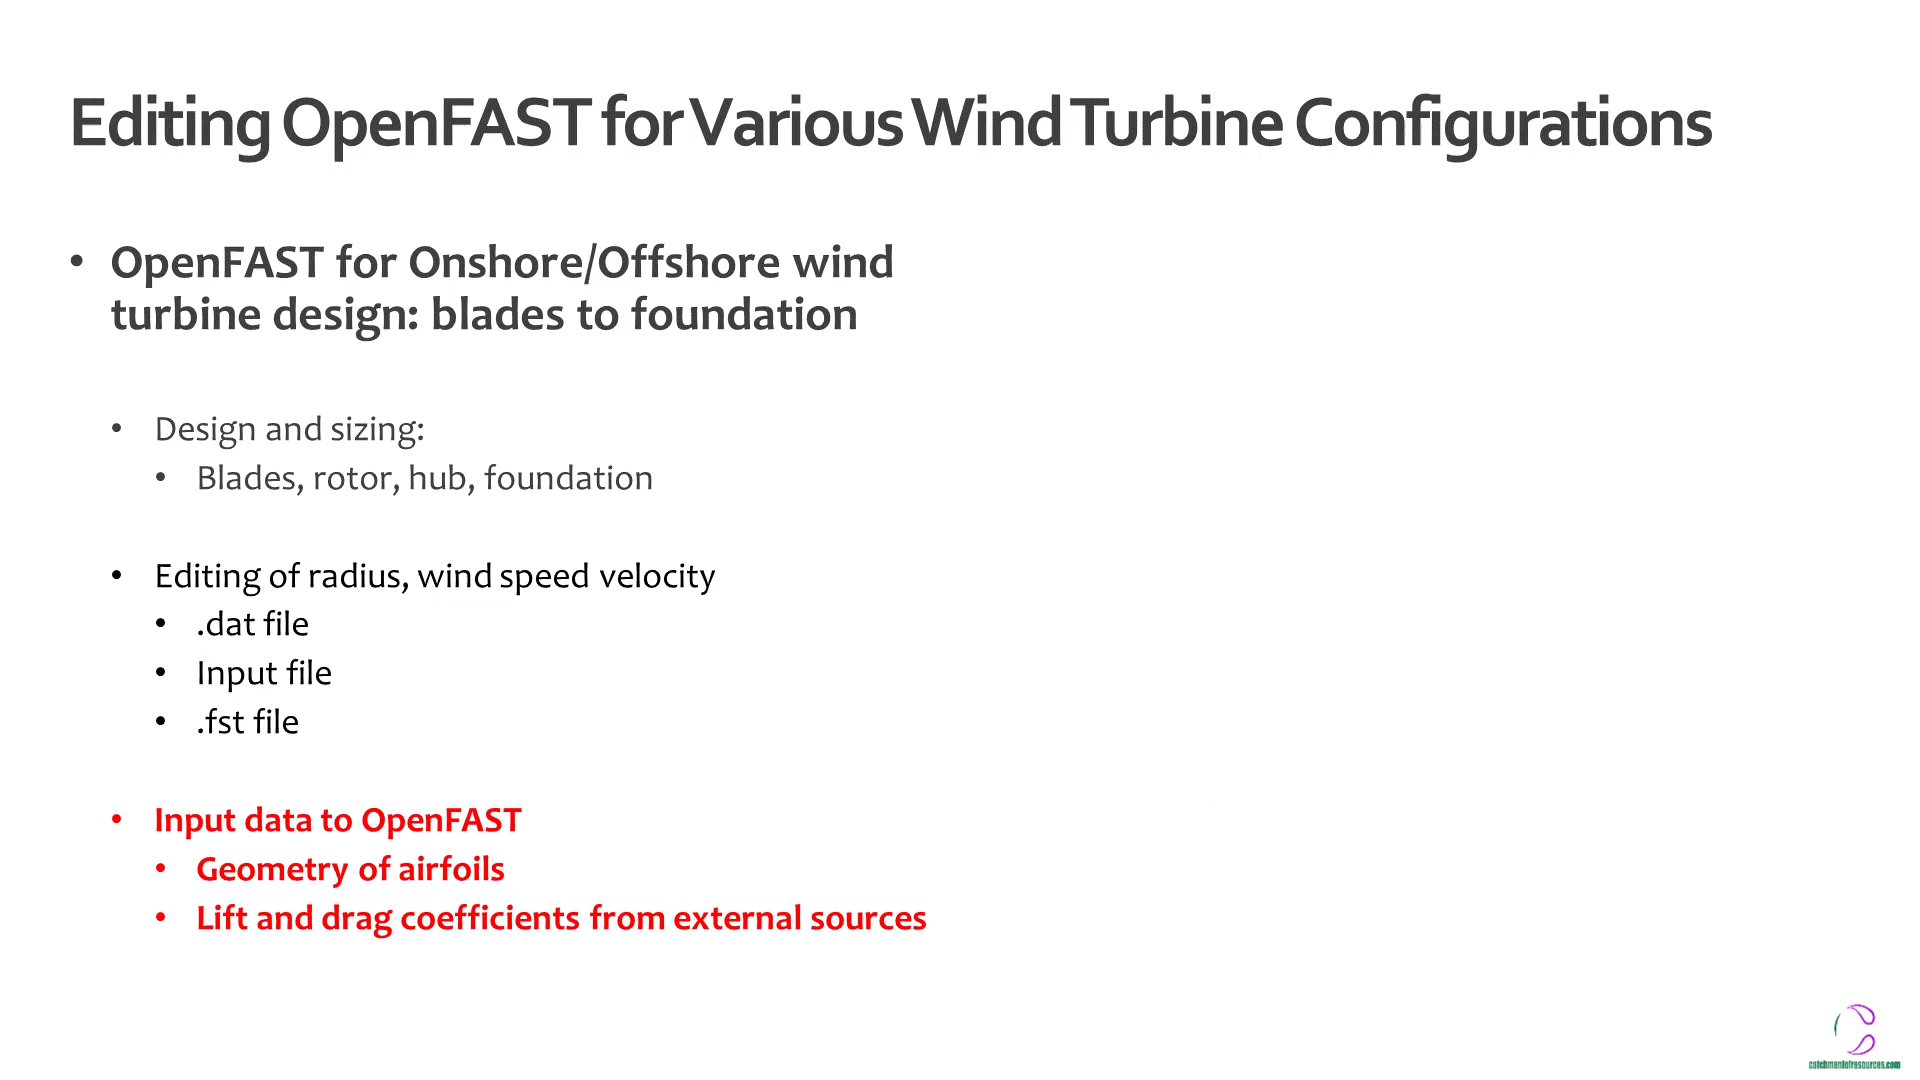 Editing OpenFAST for Various Wind Turbine Configurations
• OpenFAST for Onshore/Offshore wind
turbine design: blades to foundation
• Design and sizing:
• Blades, rotor, hub, foundation
• Editing of radius, wind speed velocity
• .dat file
• Input file
• .fst file
• Input data to OpenFAST
• Geometry of airfoils
• Lift and drag coefficients from external sources
catchmentofresources.com